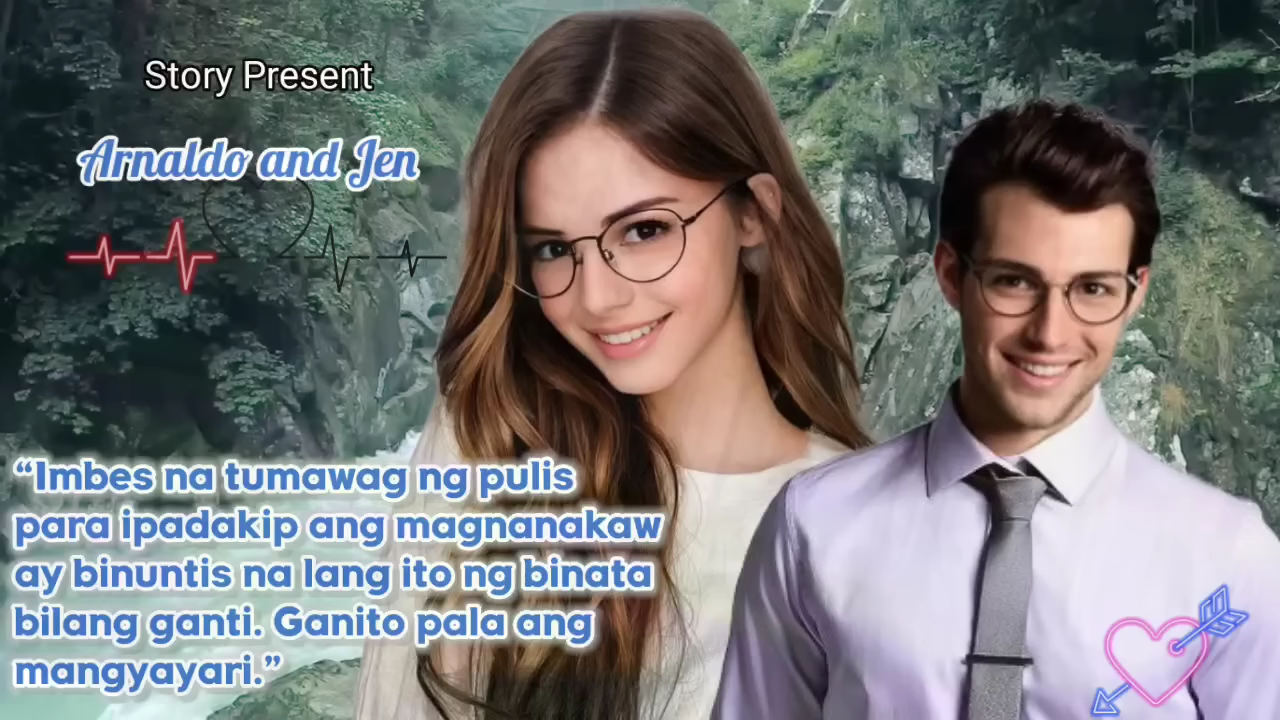 Story Present
Arnaldo and Jen
“Imbes na tumawag ng pulis
para ipadakip ang magnanakaw
ay binuntis na lang ito ng binata
bilang ganti. Ganito pala ang
mangyayari.”